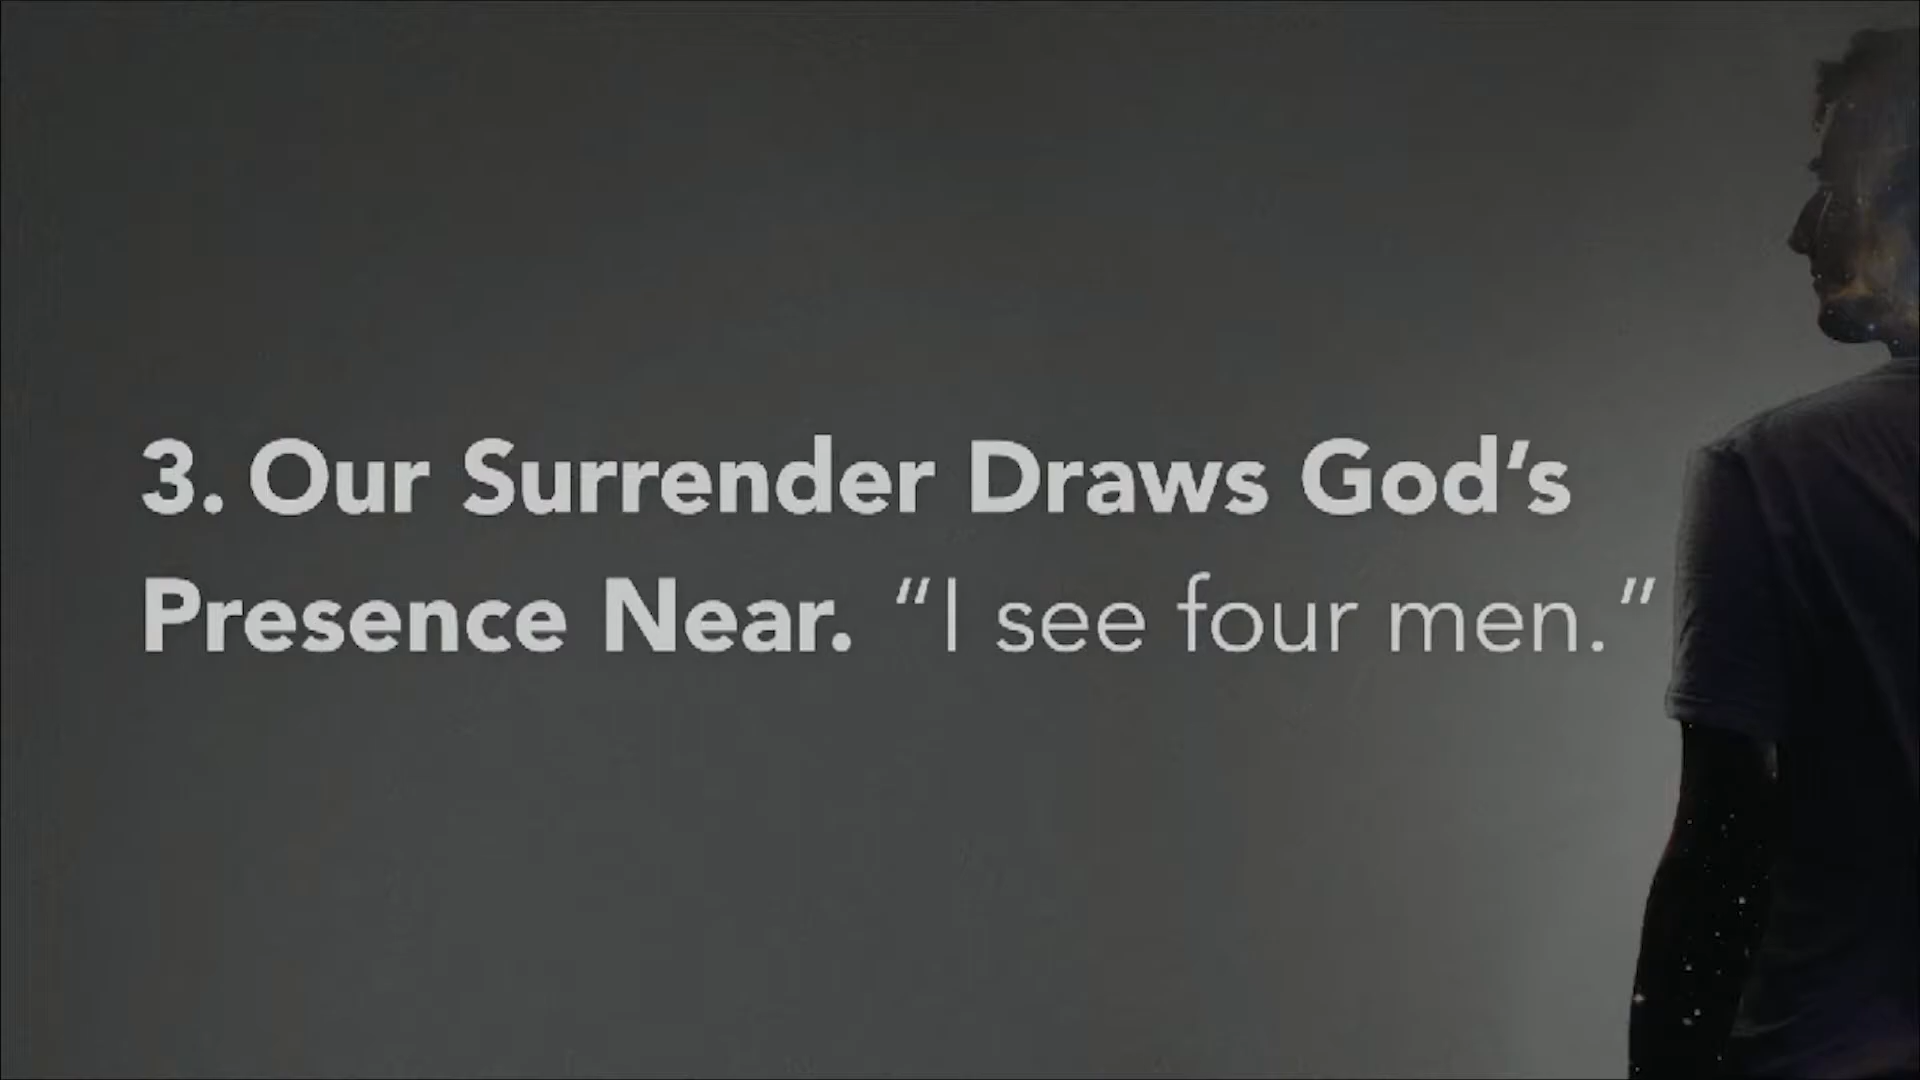 3. Our Surrender Draws God’s
Presence Near. “I see four men.”